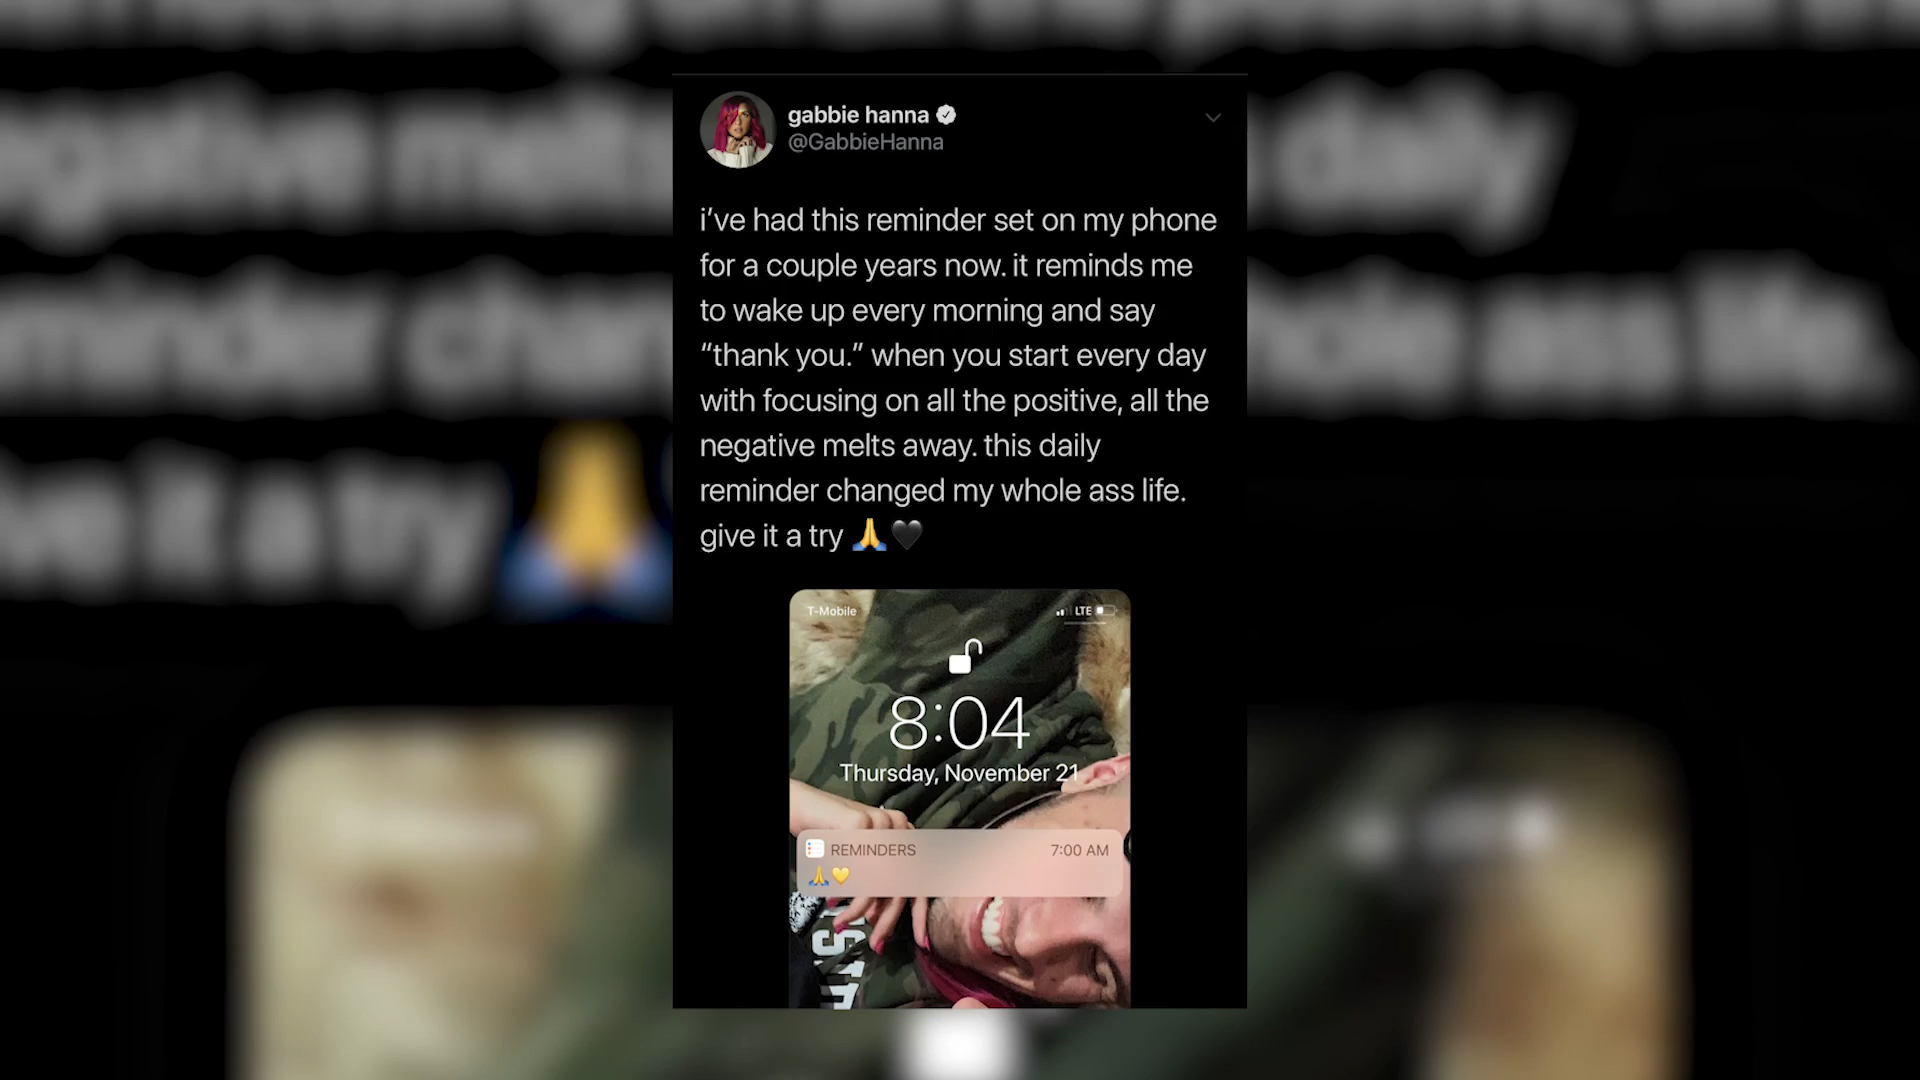 gabbie hanna
@GabbieHanna
i’ve had this reminder set on my phone
for a couple years now. it reminds me
to wake up every morning and say
“thank you.” when you start every day
with focusing on all the positive, all the
negative melts away. this daily
reminder changed my whole ass life.
give it a try 🙏🖤
T-Mobile LTE
8:04
Thursday, November 21
REMINDERS 7:00 AM
🙏💛